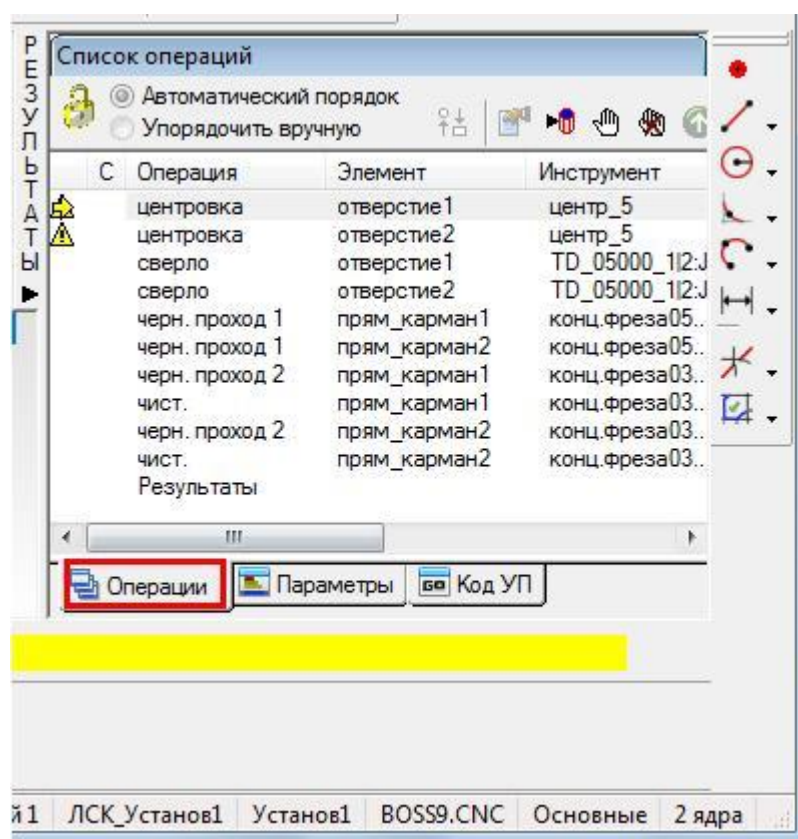 РЕЗУЛЬТАТЫ
Список операций
Автоматический порядок
Упорядочить вручную
С Операция Элемент Инструмент
центровка отверстие1 центр_5
центровка отверстие2 центр_5
сверло отверстие1 TD_05000_1|2:J
сверло отверстие2 TD_05000_1|2:J
черн. проход 1 прям_карман1 конц.фреза05..
черн. проход 1 прям_карман2 конц.фреза05..
черн. проход 2 прям_карман1 конц.фреза03..
чист. прям_карман1 конц.фреза03..
черн. проход 2 прям_карман2 конц.фреза03..
чист. прям_карман2 конц.фреза03..
Результаты
Операции Параметры GO Код УП
й 1 ЛСК_Установ1 Установ1 BOSS9.CNC Основные 2 ядра